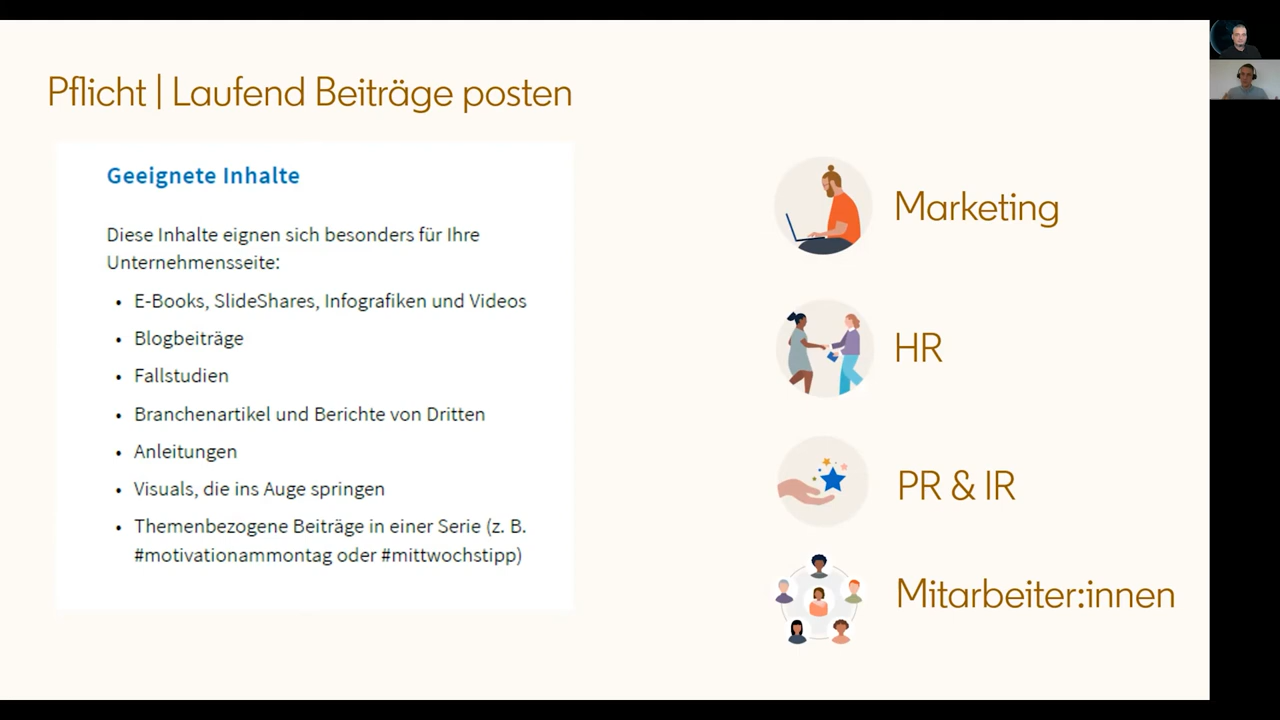 Pflicht | Laufend Beiträge posten
Geeignete Inhalte
Diese Inhalte eignen sich besonders für Ihre
Unternehmensseite:
• E-Books, SlideShares, Infografiken und Videos
• Blogbeiträge
• Fallstudien
• Branchenartikel und Berichte von Dritten
• Anleitungen
• Visuals, die ins Auge springen
• Themenbezogene Beiträge in einer Serie (z. B.
#motivationammontag oder #mittwochstipp)
Marketing
HR
PR & IR
Mitarbeiter:innen